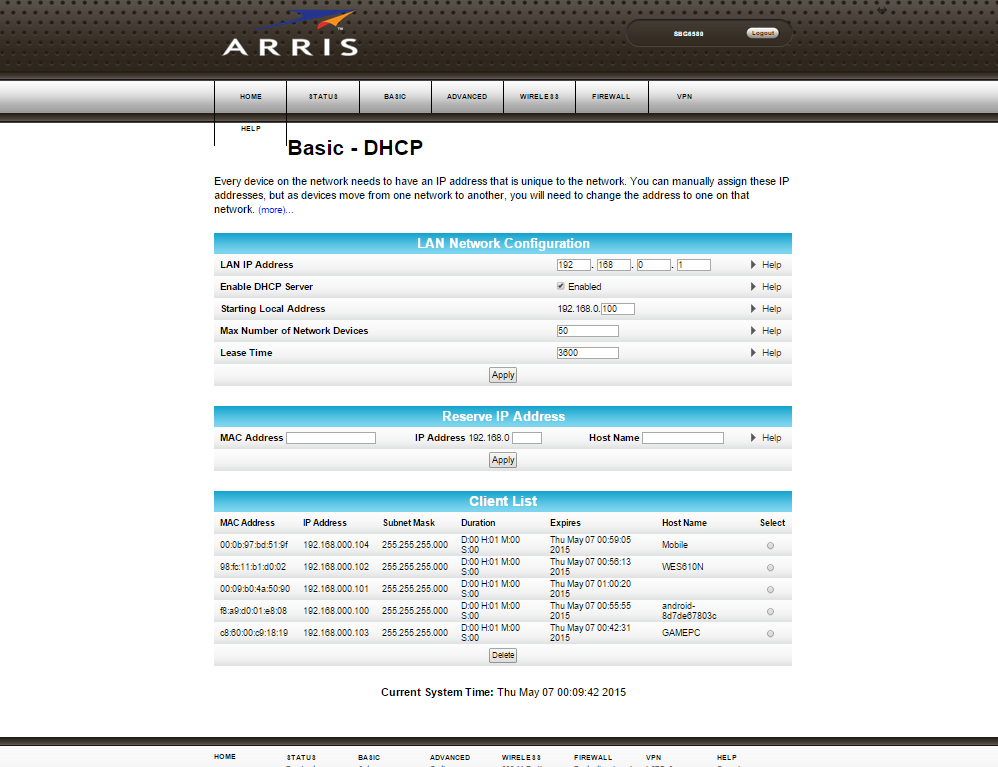 ARRIS
SBG6580 Logout
HOME STATUS BASIC ADVANCED WIRELESS FIREWALL VPN
HELP
Basic - DHCP
Every device on the network needs to have an IP address that is unique to the network. You can manually assign these IP
addresses, but as devices move from one network to another, you will need to change the address to one on that
network. (more)...
LAN Network Configuration
LAN IP Address 192 . 168 . 0 . 1 Help
Enable DHCP Server Enabled Help
Starting Local Address 192.168.0.100 Help
Max Number of Network Devices 50 Help
Lease Time 3600 Help
Apply
Reserve IP Address
MAC Address IP Address 192.168.0 Host Name Help
Apply
Client List
MAC Address IP Address Subnet Mask Duration Expires Host Name Select
00:0b:97:bd:51:9f 192.168.000.104 255.255.255.000 D:00 H:01 M:00 S:00 Thu May 07 00:59:05 2015 Mobile
98:fc:11:b1:d0:02 192.168.000.102 255.255.255.000 D:00 H:01 M:00 S:00 Thu May 07 00:56:13 2015 WES610N
00:09:b0:4a:50:90 192.168.000.101 255.255.255.000 D:00 H:01 M:00 S:00 Thu May 07 01:00:20 2015
f8:a9:d0:01:e8:08 192.168.000.100 255.255.255.000 D:00 H:01 M:00 S:00 Thu May 07 00:55:55 2015 android-8d7de67803c
c8:60:00:c9:18:19 192.168.000.103 255.255.255.000 D:00 H:01 M:00 S:00 Thu May 07 00:42:31 2015 GAMEPC
Delete
Current System Time: Thu May 07 00:09:42 2015
HOME STATUS BASIC ADVANCED WIRELESS FIREWALL VPN HELP